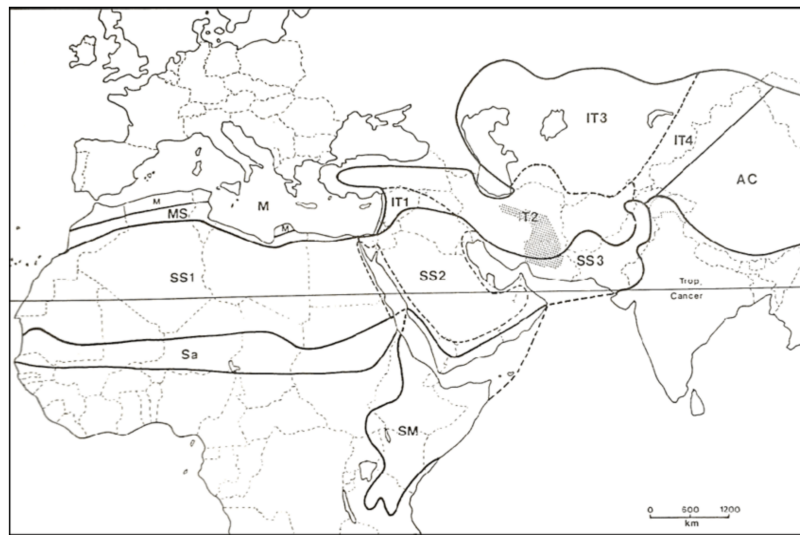 IT3
IT4
AC
M
M
MS
M
IT1
IT2
SS3
SS1
SS2
Trop.
Cancer
Sa
SM
0 600 1200
km